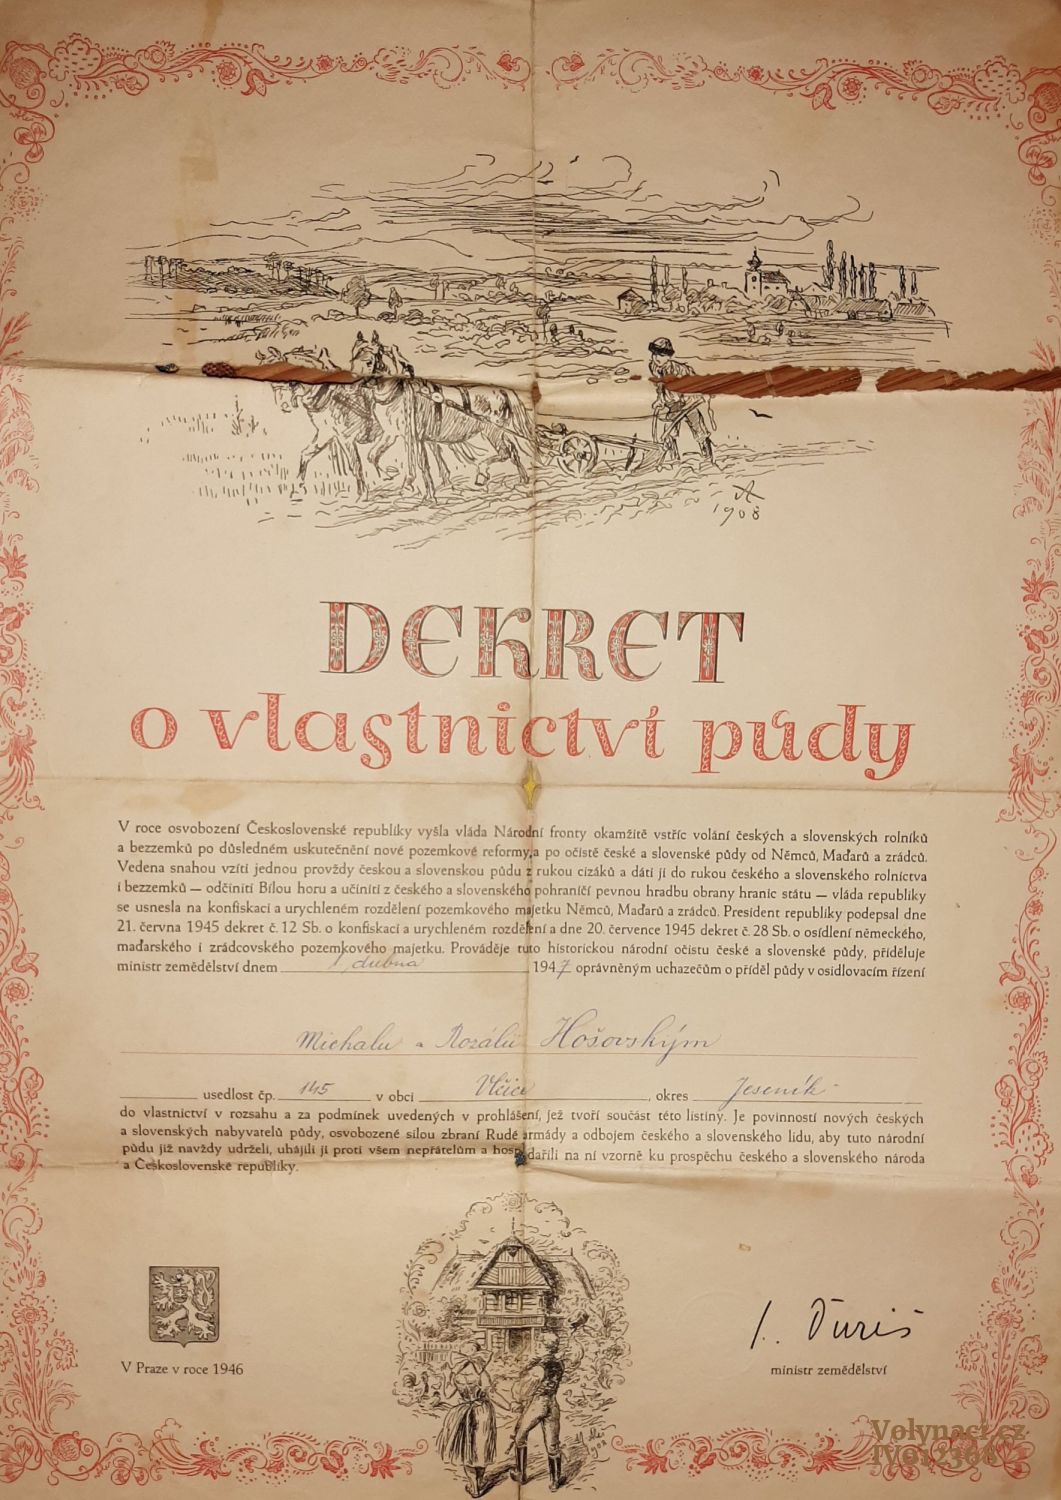 1908
DEKRET
o vlastnictví půdy
V roce osvobození Československé republiky vyšla vláda Národní fronty okamžitě vstříc volání českých a slovenských rolníků
a bezzemků po důsledném uskutečnění nové pozemkové reformy a po očistě české a slovenské půdy od Němců, Maďarů a zrádců.
Vedena snahou vzíti jednou provždy českou a slovenskou půdu z rukou cizáků a dáti ji do rukou českého a slovenského rolnictva
i bezzemků — odčiniti Bílou horu a učiniti z českého a slovenského pohraničí pevnou hradbu obrany hranic státu — vláda republiky
se usnesla na konfiskaci a urychleném rozdělení pozemkového majetku Němců, Maďarů a zrádců. President republiky podepsal dne
21. června 1945 dekret č. 12 Sb. o konfiskaci a urychleném rozdělení a dne 20. července 1945 dekret č. 28 Sb. o osídlení německého,
maďarského i zrádcovského pozemkového majetku. Prováděje tuto historickou národní očistu české a slovenské půdy, přiděluje
ministr zemědělství dnem 1. dubna 1947 oprávněným uchazečům o příděl půdy v osidlovacím řízení
Michalu a Rozálii Hošovským
usedlost čp. 145 v obci Vlčice, okres Jeseník
do vlastnictví v rozsahu a za podmínek uvedených v prohlášení, jež tvoří součást této listiny. Je povinností nových českých
a slovenských nabyvatelů půdy, osvobozené silou zbraní Rudé armády a odbojem českého a slovenského lidu, aby tuto národní
půdu již navždy udrželi, uhájili ji proti všem nepřátelům a hospodařili na ní vzorně ku prospěchu českého a slovenského národa
a Československé republiky.
J. Ďuriš
V Praze v roce 1946
ministr zemědělství
Volynaci.cz
IV012368